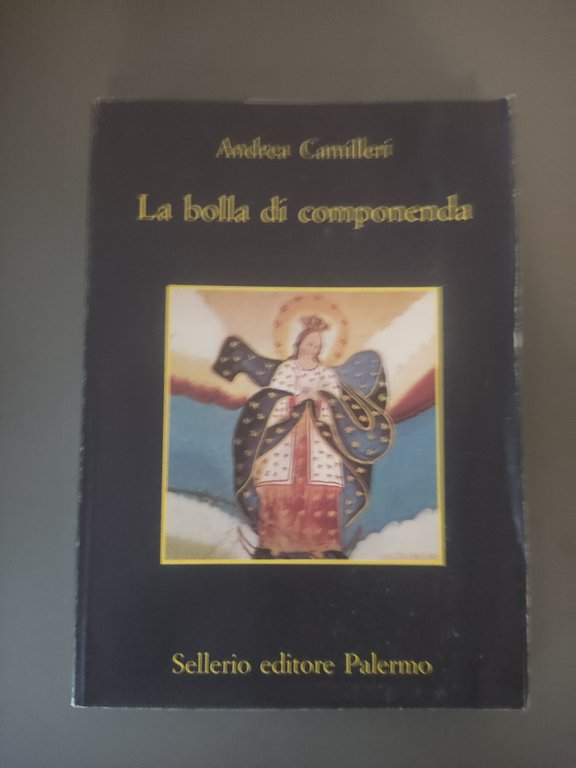 Andrea Camilleri
La bolla di componenda
Sellerio editore Palermo